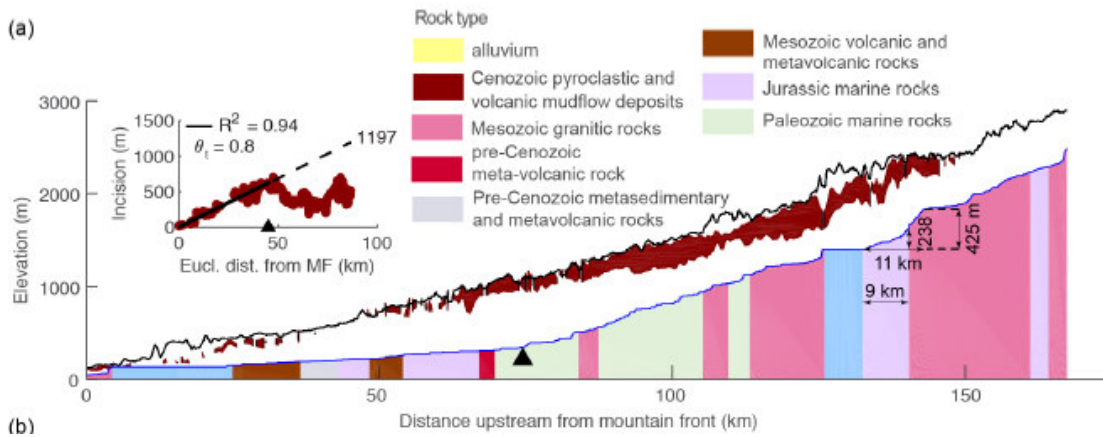 (a)
Rock type
alluvium
Cenozoic pyroclastic and
volcanic mudflow deposits
Mesozoic granitic rocks
pre-Cenozoic
meta-volcanic rock
Pre-Cenozoic metasedimentary
and metavolcanic rocks
Mesozoic volcanic and
metavolcanic rocks
Jurassic marine rocks
Paleozoic marine rocks
3000
2000
1000
0
Elevation (m)
1500
1000
500
0
Incision (m)
R² = 0.94
θt = 0.8
1197
0
50
100
Eucl. dist. from MF (km)
238
425 m
11 km
9 km
0
50
100
150
Distance upstream from mountain front (km)
(b)